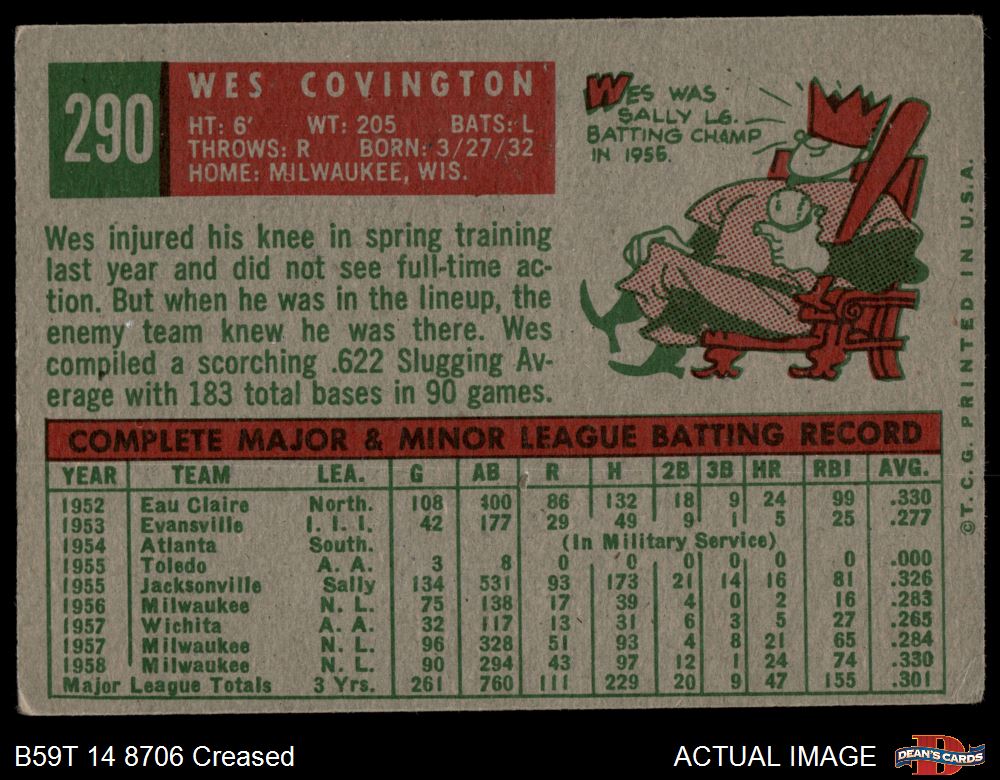 290
WES COVINGTON
HT: 6' WT: 205 BATS: L
THROWS: R BORN: 3/27/32
HOME: MILWAUKEE, WIS.
WES WAS
SALLY LG.
BATTING CHAMP
IN 1955.
Wes injured his knee in spring training
last year and did not see full-time ac-
tion. But when he was in the lineup, the
enemy team knew he was there. Wes
compiled a scorching .622 Slugging Av-
erage with 183 total bases in 90 games.
COMPLETE MAJOR & MINOR LEAGUE BATTING RECORD
YEAR TEAM LEA. G AB R H 2B 3B HR RBI AVG.
1952 Eau Claire North. 108 400 86 132 18 9 24 99 .330
1953 Evansville I. I. I. 42 177 29 49 9 1 5 25 .277
1954 Atlanta South. (In Military Service)
1955 Toledo A. A. 3 8 0 0 0 0 0 0 .000
1955 Jacksonville Sally 134 531 93 173 21 14 16 81 .326
1956 Milwaukee N. L. 75 138 17 39 4 0 2 16 .283
1957 Wichita A. A. 32 117 13 31 6 3 5 27 .265
1957 Milwaukee N. L. 96 328 51 93 4 8 21 65 .284
1958 Milwaukee N. L. 90 294 43 97 12 1 24 74 .330
Major League Totals 3 Yrs. 261 760 111 229 20 9 47 155 .301
©T.C.G. PRINTED IN U.S.A.
B59T 14 8706 Creased
ACTUAL IMAGE
DEAN'S CARDS